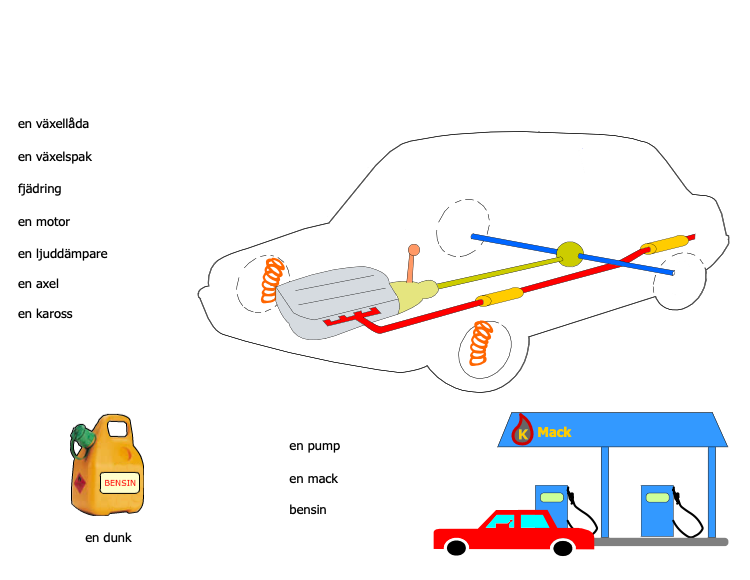 en växellåda
en växelspak
fjädring
en motor
en ljuddämpare
en axel
en kaross
K Mack
en pump
en mack
bensin
BENSIN
en dunk